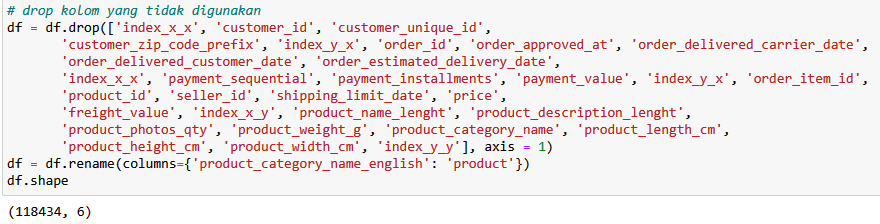 # drop kolom yang tidak digunakan
df = df.drop(['index_x_x', 'customer_id', 'customer_unique_id',
'customer_zip_code_prefix', 'index_y_x', 'order_id', 'order_approved_at', 'order_delivered_carrier_date',
'order_delivered_customer_date', 'order_estimated_delivery_date',
'index_x_x', 'payment_sequential', 'payment_installments', 'payment_value', 'index_y_x', 'order_item_id',
'product_id', 'seller_id', 'shipping_limit_date', 'price',
'freight_value', 'index_x_y', 'product_name_lenght', 'product_description_lenght',
'product_photos_qty', 'product_weight_g', 'product_category_name', 'product_length_cm',
'product_height_cm', 'product_width_cm', 'index_y_y'], axis = 1)
df = df.rename(columns={'product_category_name_english': 'product'})
df.shape
(118434, 6)